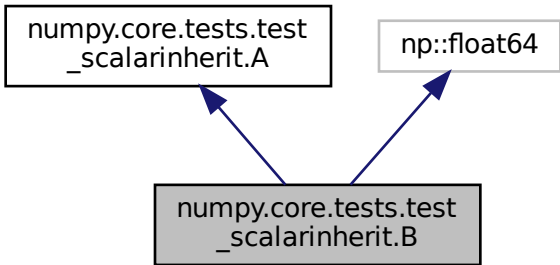 numpy.core.tests.test
_scalarinherit.A
np::float64
numpy.core.tests.test
_scalarinherit.B